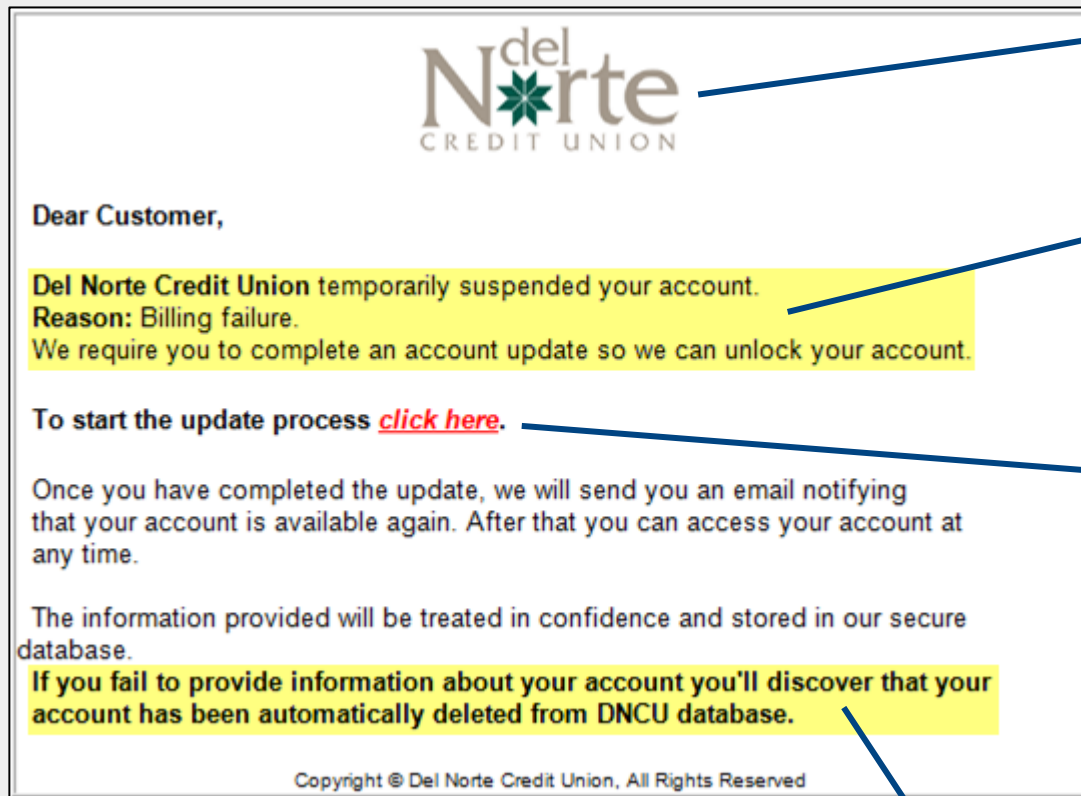 del
Norte
CREDIT UNION
Dear Customer,
Del Norte Credit Union temporarily suspended your account.
Reason: Billing failure.
We require you to complete an account update so we can unlock your account.
To start the update process click here.
Once you have completed the update, we will send you an email notifying
that your account is available again. After that you can access your account at
any time.
The information provided will be treated in confidence and stored in our secure
database.
If you fail to provide information about your account you'll discover that your
account has been automatically deleted from DNCU database.
Copyright © Del Norte Credit Union, All Rights Reserved